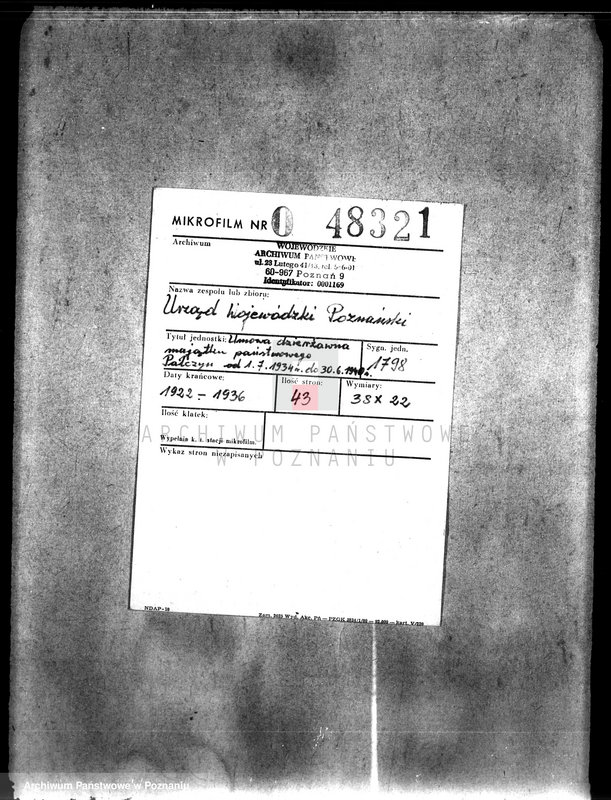 MIKROFILM NR 0 48321
Archiwum
WOJEWÓDZKIE
ARCHIWUM PAŃSTWOWE
ul. 23 Lutego 41/43, tel. 5-6-01
60-967 Poznań 9
Identyfikator: 0001169
Nazwa zespołu lub zbioru:
Urząd Wojewódzki Poznański
Tytuł jednostki: Umowa dzierżawna
majątku państwowego
Pałczyn od 1.7.1934 r. do 30.6.1940 r.
Sygn. jedn.
1798
Daty krańcowe:
1922 – 1936
Ilość stron:
43
Wymiary:
38 x 22
Ilość klatek:
Wypełnia k. t. stacji mikrofilm.
Wykaz stron niezapisanych
ARCHIWUM PAŃSTWOWE
W POZNANIU
NDAP-10
Archiwum Państwowe w Poznaniu